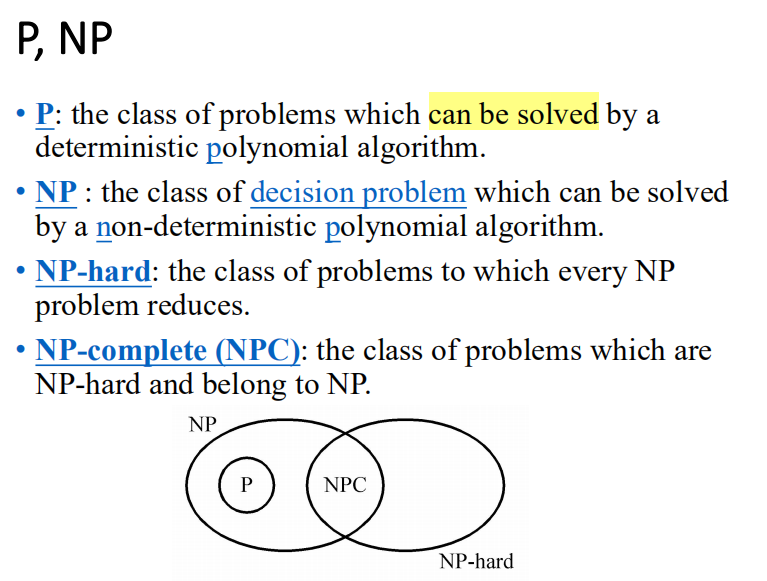 P, NP
• P: the class of problems which can be solved by a
deterministic polynomial algorithm.
• NP : the class of decision problem which can be solved
by a non-deterministic polynomial algorithm.
• NP-hard: the class of problems to which every NP
problem reduces.
• NP-complete (NPC): the class of problems which are
NP-hard and belong to NP.
NP
P
NPC
NP-hard